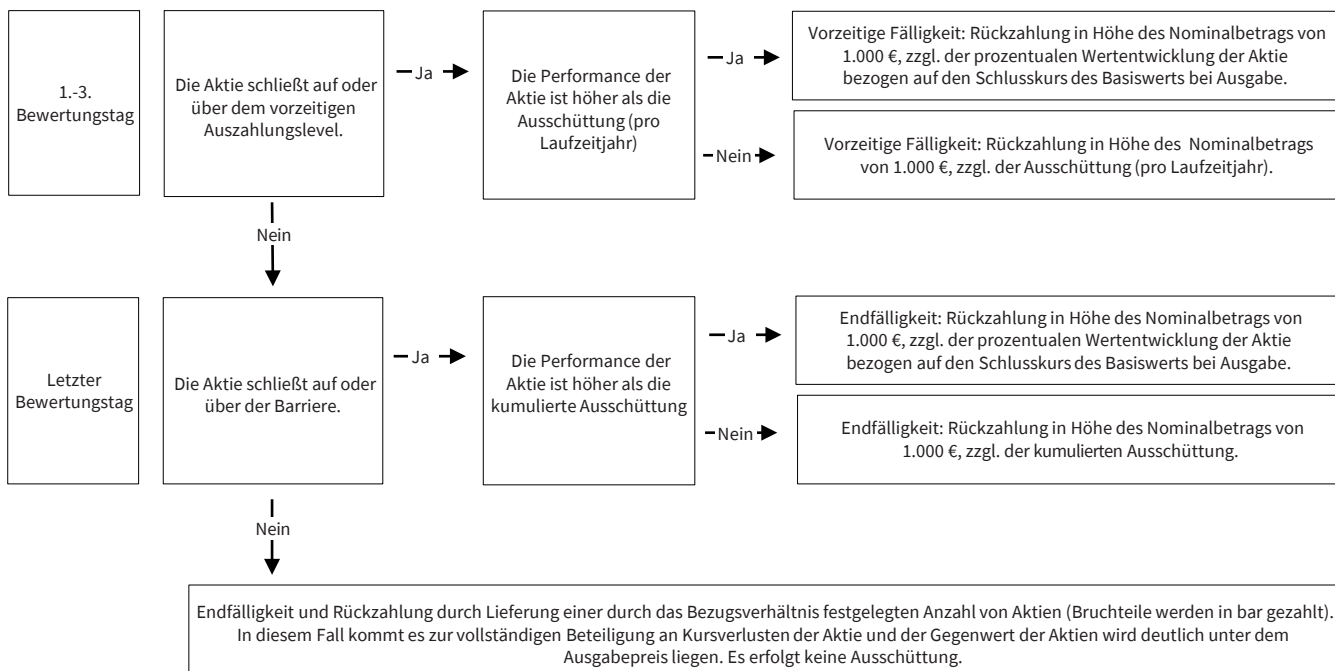 1.-3.
Bewertungstag
Die Aktie schließt auf oder
über dem vorzeitigen
Auszahlungslevel.
Ja
Die Performance der
Aktie ist höher als die
Ausschüttung (pro
Laufzeitjahr)
Ja
Vorzeitige Fälligkeit: Rückzahlung in Höhe des Nominalbetrags von
1.000 €, zzgl. der prozentualen Wertentwicklung der Aktie
bezogen auf den Schlusskurs des Basiswerts bei Ausgabe.
Nein
Vorzeitige Fälligkeit: Rückzahlung in Höhe des Nominalbetrags
von 1.000 €, zzgl. der Ausschüttung (pro Laufzeitjahr).
Nein
Letzter
Bewertungstag
Die Aktie schließt auf oder
über der Barriere.
Ja
Die Performance der
Aktie ist höher als die
kumulierte Ausschüttung
Ja
Endfälligkeit: Rückzahlung in Höhe des Nominalbetrags von
1.000 €, zzgl. der prozentualen Wertentwicklung der Aktie
bezogen auf den Schlusskurs des Basiswerts bei Ausgabe.
Nein
Endfälligkeit: Rückzahlung in Höhe des Nominalbetrags von
1.000 €, zzgl. der kumulierten Ausschüttung.
Nein
Endfälligkeit und Rückzahlung durch Lieferung einer durch das Bezugsverhältnis festgelegten Anzahl von Aktien (Bruchteile werden in bar gezahlt).
In diesem Fall kommt es zur vollständigen Beteiligung an Kursverlusten der Aktie und der Gegenwert der Aktien wird deutlich unter dem
Ausgabepreis liegen. Es erfolgt keine Ausschüttung.